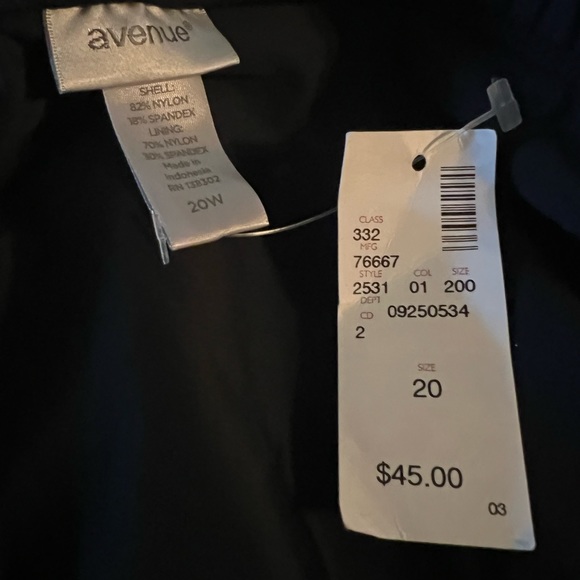 avenue®
SHELL:
82% NYLON
18% SPANDEX
LINING:
70% NYLON
30% SPANDEX
Made in
Indonesia
RN 138302
20W
CLASS
332
MFG
76667
STYLE COL SIZE
2531 01 200
DEPT
CD 09250534
2
SIZE
20
$45.00
03